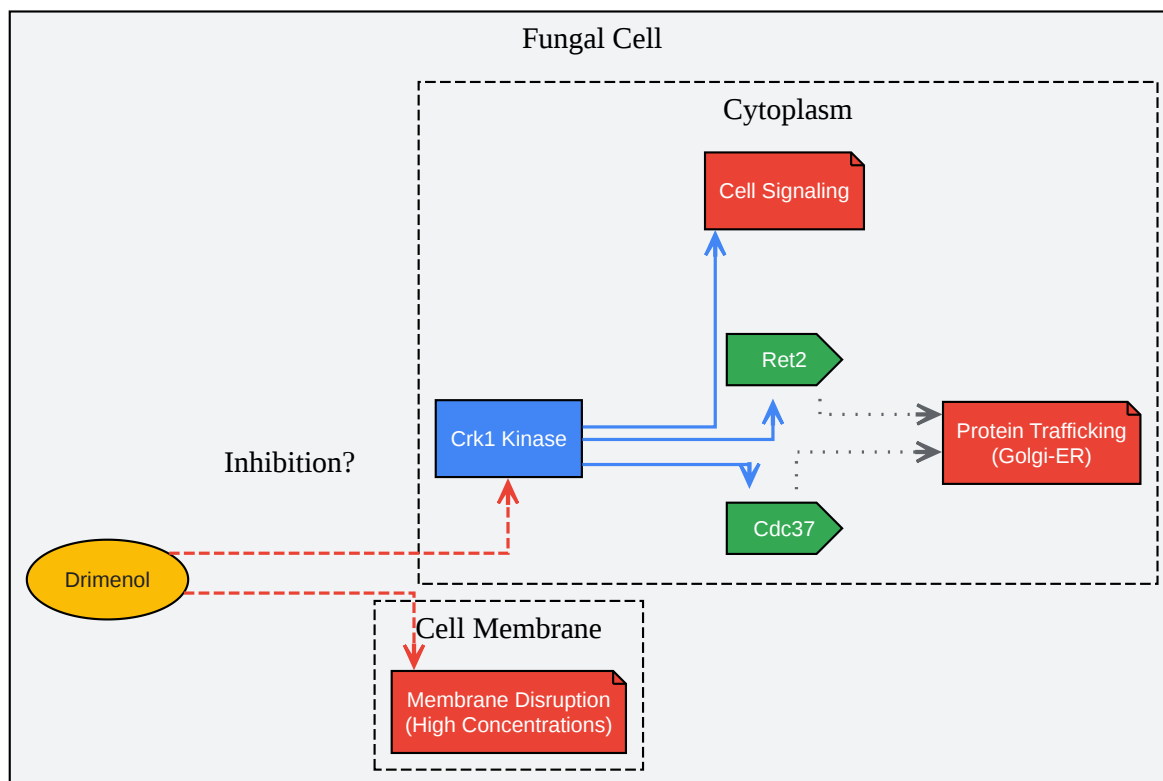 Fungal Cell
Cytoplasm
Cell Signaling
Ret2
Crk1 Kinase
Protein Trafficking
(Golgi-ER)
Inhibition?
Cdc37
Drimenol
Cell Membrane
Membrane Disruption
(High Concentrations)